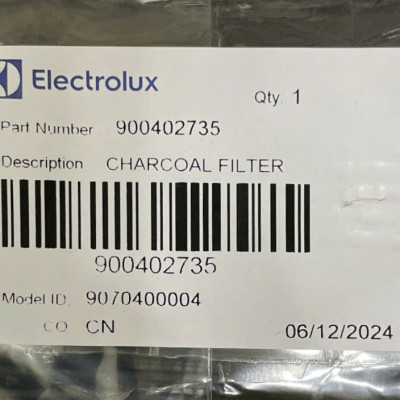 Electrolux
Qty. 1
Part Number 900402735
Description CHARCOAL FILTER
900402735
Model ID. 9070400004
CO CN
06/12/2024